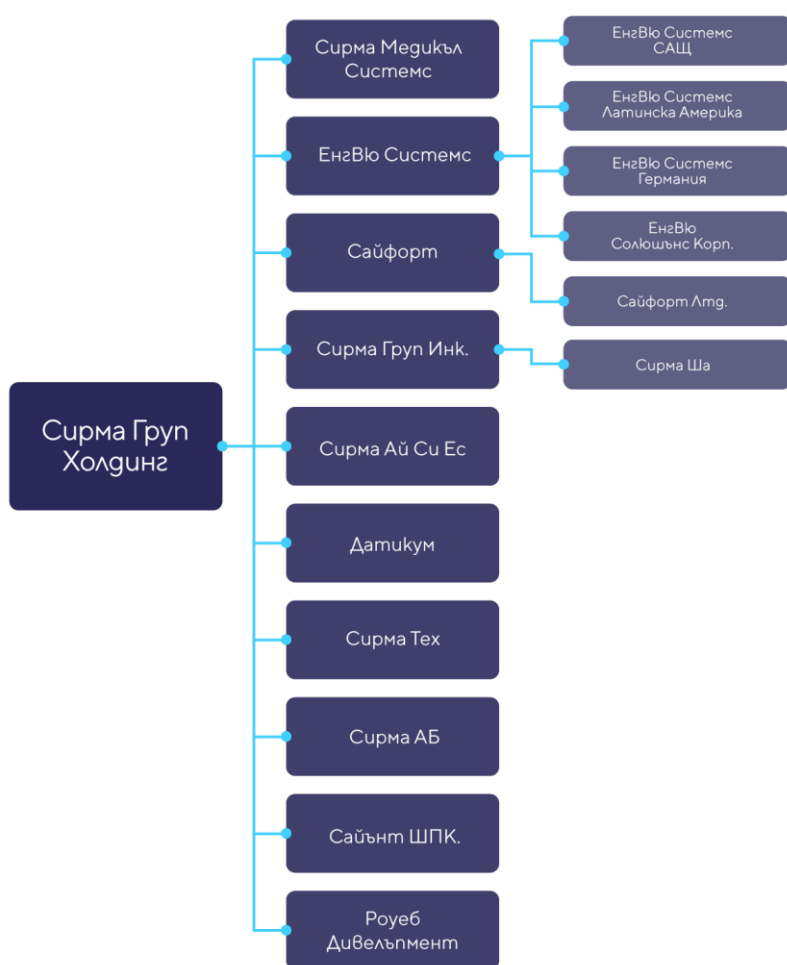 Сирма Груп
Холдинг
Сирма Медикъл
Системс
ЕнгВю Системс
Сайфорт
Сирма Груп Инк.
Сирма Ай Си Ес
Датикум
Сирма Тех
Сирма АБ
Сайънт ШПК.
Роуеб
Дивелъпмент
ЕнгВю Системс
САЩ
ЕнгВю Системс
Латинска Америка
ЕнгВю Системс
Германия
ЕнгВю
Солюшънс Корп.
Сайфорт Лтд.
Сирма Ша